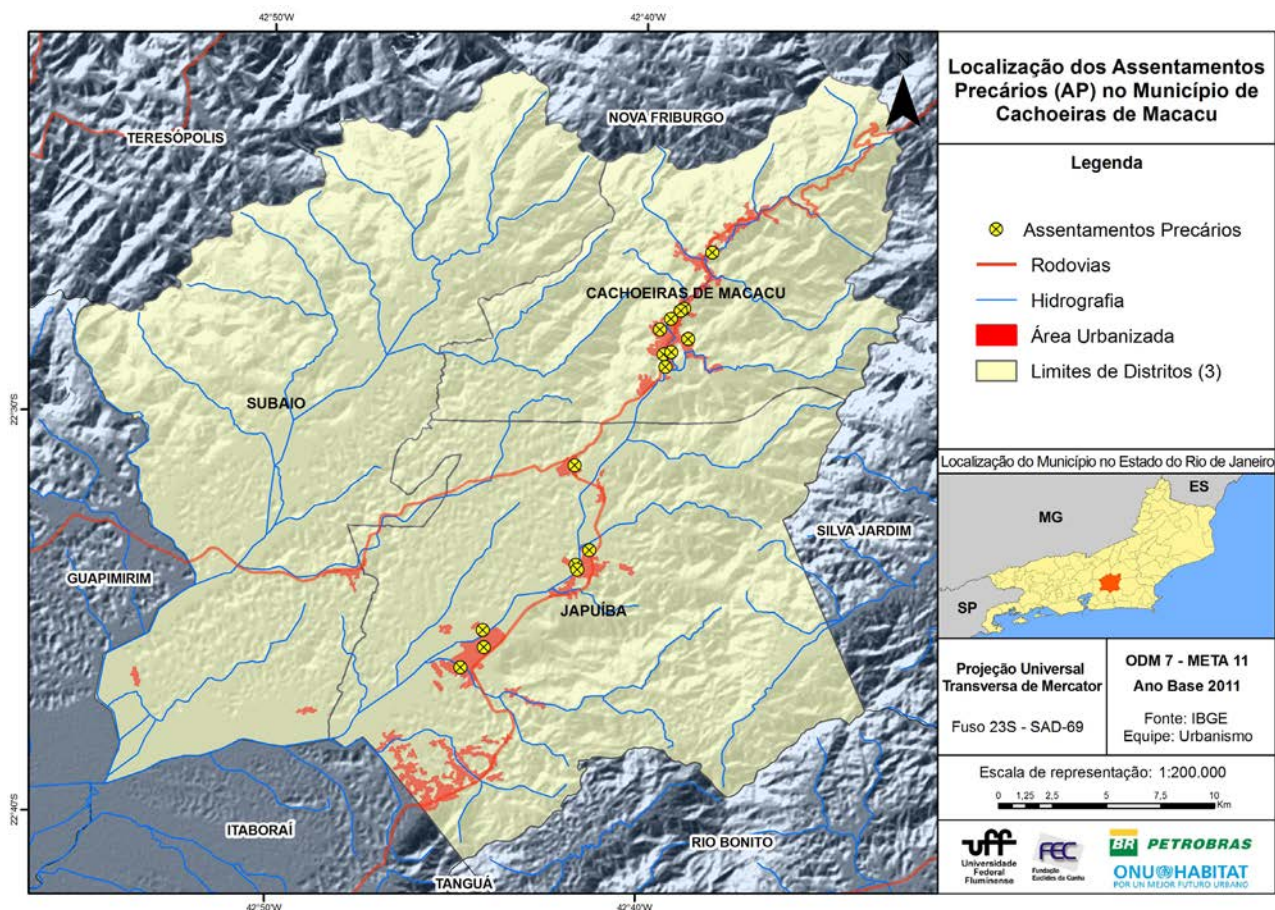 42°50'W
42°40'W
TERESÓPOLIS
NOVA FRIBURGO
CACHOEIRAS DE MACACU
SUBAIO
22°30'S
SILVA JARDIM
GUAPIMIRIM
JAPUÍBA
22°40'S
ITABORAÍ
RIO BONITO
TANGUÁ
42°50'W
42°40'W
N
Localização dos Assentamentos
Precários (AP) no Município de
Cachoeiras de Macacu
Legenda
Assentamentos Precários
Rodovias
Hidrografia
Área Urbanizada
Limites de Distritos (3)
Localização do Município no Estado do Rio de Janeiro
ES
MG
SP
Projeção Universal
Transversa de Mercator
Fuso 23S - SAD-69
ODM 7 - META 11
Ano Base 2011
Fonte: IBGE
Equipe: Urbanismo
Escala de representação: 1:200.000
0 1,25 2,5 5 7,5 10
Km
uff
Universidade
Federal
Fluminense
FEC
Fundação
Euclides da Cunha
BR PETROBRAS
ONU HABITAT
POR UN MEJOR FUTURO URBANO